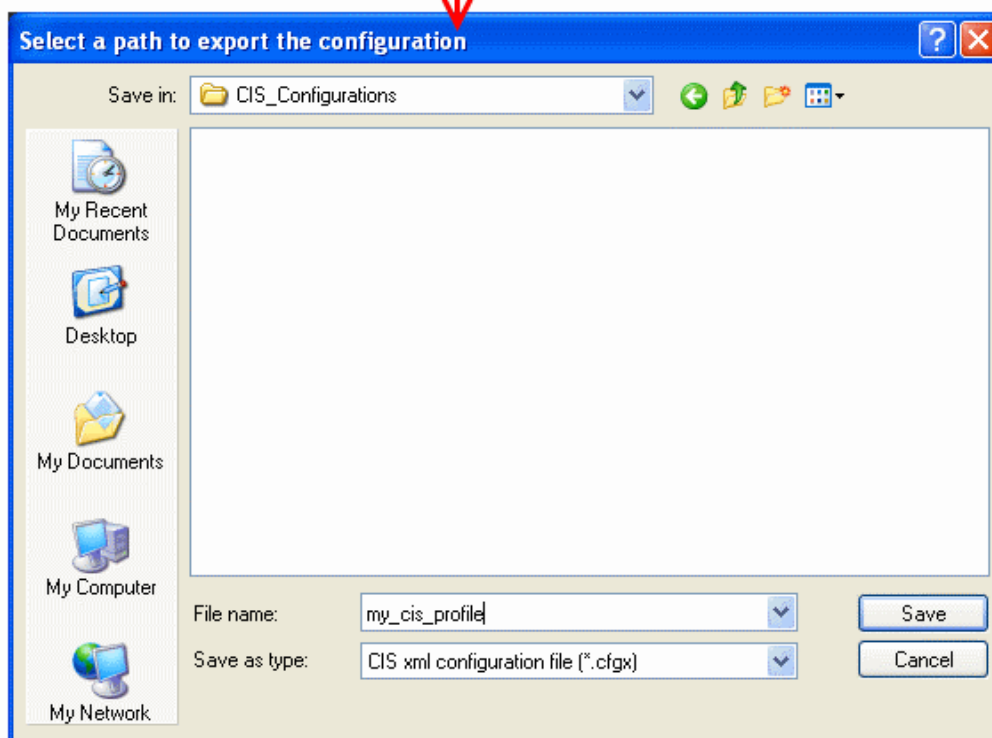 Select a path to export the configuration
Save in:
CIS_Configurations
My Recent
Documents
Desktop
My Documents
My Computer
My Network
File name:
my_cis_profile
Save
Save as type:
CIS xml configuration file (*.cfgx)
Cancel